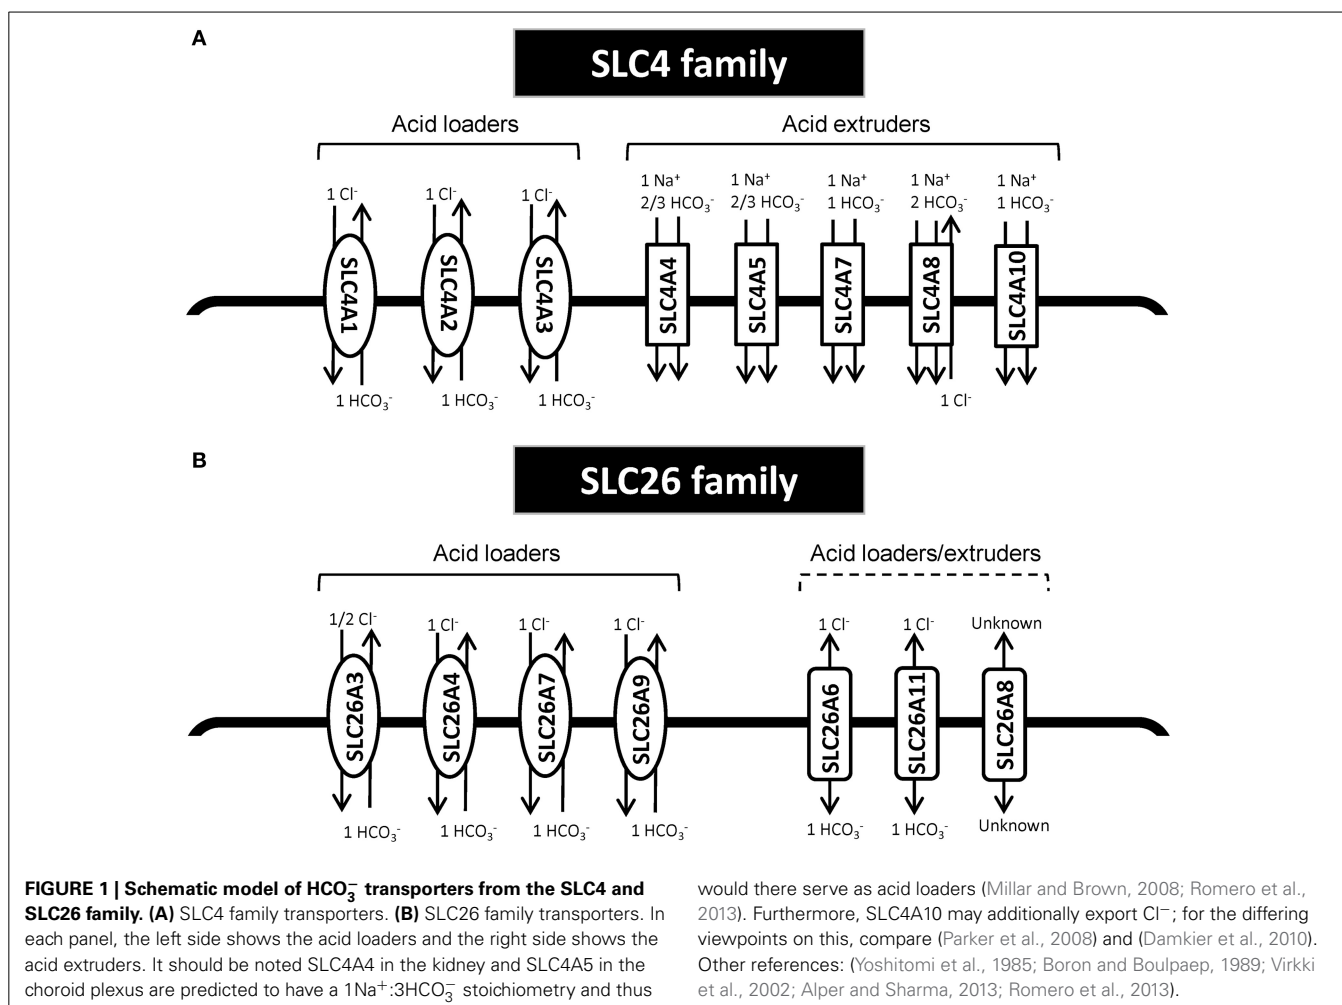 A
SLC4 family
Acid loaders
Acid extruders
1 Cl⁻
1 Cl⁻
1 Cl⁻
1 Na⁺
2/3 HCO₃⁻
1 Na⁺
2/3 HCO₃⁻
1 Na⁺
1 HCO₃⁻
1 Na⁺
2 HCO₃⁻
1 Na⁺
1 HCO₃⁻
SLC4A1
SLC4A2
SLC4A3
SLC4A4
SLC4A5
SLC4A7
SLC4A8
SLC4A10
1 HCO₃⁻
1 HCO₃⁻
1 HCO₃⁻
1 Cl⁻
B
SLC26 family
Acid loaders
Acid loaders/extruders
1/2 Cl⁻
1 Cl⁻
1 Cl⁻
1 Cl⁻
1 Cl⁻
1 Cl⁻
Unknown
SLC26A3
SLC26A4
SLC26A7
SLC26A9
SLC26A6
SLC26A11
SLC26A8
1 HCO₃⁻
1 HCO₃⁻
1 HCO₃⁻
1 HCO₃⁻
1 HCO₃⁻
1 HCO₃⁻
Unknown
FIGURE 1 | Schematic model of HCO₃⁻ transporters from the SLC4 and
SLC26 family. (A) SLC4 family transporters. (B) SLC26 family transporters. In
each panel, the left side shows the acid loaders and the right side shows the
acid extruders. It should be noted SLC4A4 in the kidney and SLC4A5 in the
choroid plexus are predicted to have a 1Na⁺:3HCO₃⁻ stoichiometry and thus
would there serve as acid loaders (Millar and Brown, 2008; Romero et al.,
2013). Furthermore, SLC4A10 may additionally export Cl⁻; for the differing
viewpoints on this, compare (Parker et al., 2008) and (Damkier et al., 2010).
Other references: (Yoshitomi et al., 1985; Boron and Boulpaep, 1989; Virkki
et al., 2002; Alper and Sharma, 2013; Romero et al., 2013).